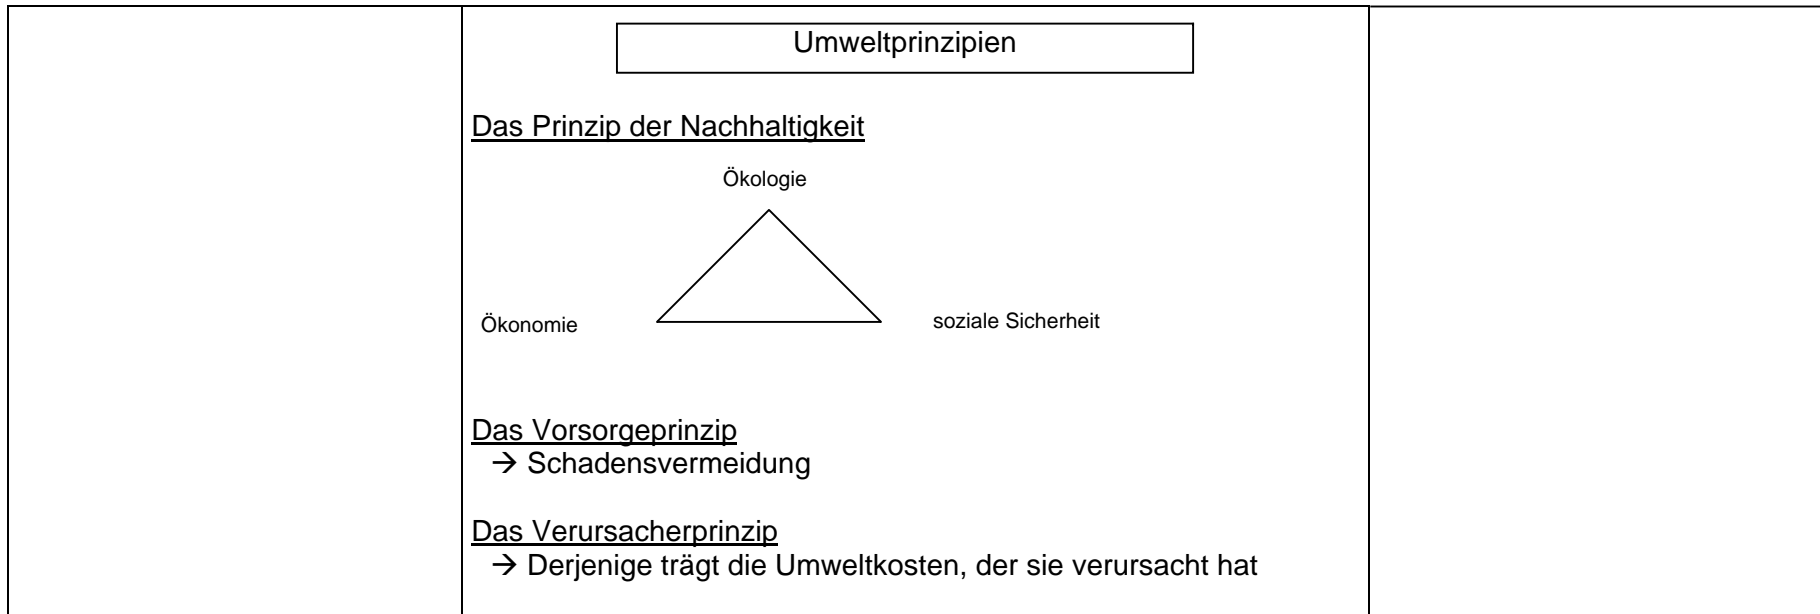 Umweltprinzipien
Das Prinzip der Nachhaltigkeit
Ökologie
Ökonomie
soziale Sicherheit
Das Vorsorgeprinzip
→ Schadensvermeidung
Das Verursacherprinzip
→ Derjenige trägt die Umweltkosten, der sie verursacht hat